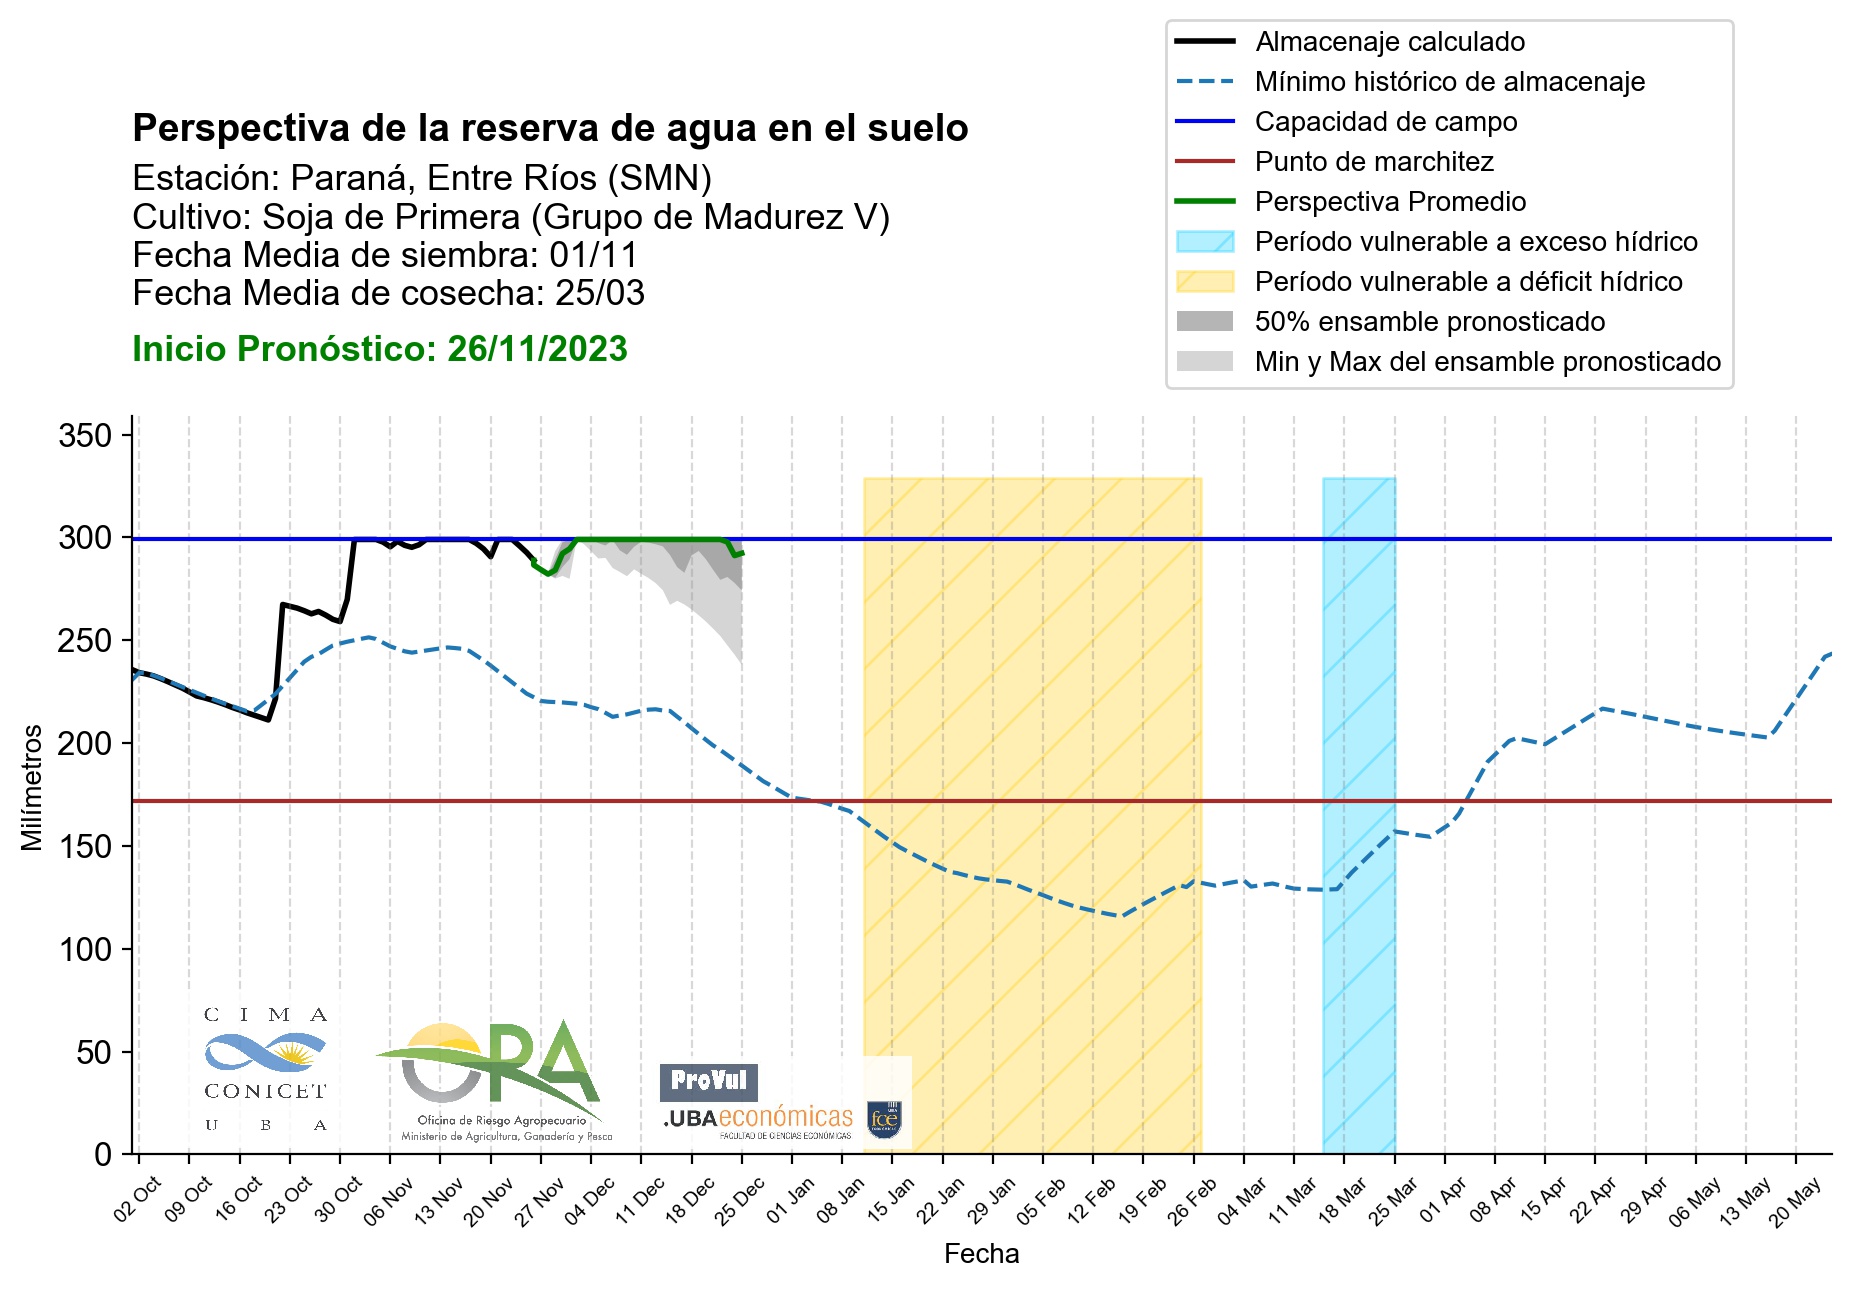 Almacenaje calculado
Mínimo histórico de almacenaje
Capacidad de campo
Punto de marchitez
Perspectiva Promedio
Período vulnerable a exceso hídrico
Período vulnerable a déficit hídrico
50% ensamble pronosticado
Min y Max del ensamble pronosticado
Perspectiva de la reserva de agua en el suelo
Estación: Paraná, Entre Ríos (SMN)
Cultivo: Soja de Primera (Grupo de Madurez V)
Fecha Media de siembra: 01/11
Fecha Media de cosecha: 25/03
Inicio Pronóstico: 26/11/2023
350
300
250
200
150
100
50
0
Milímetros
CIMA
CONICET
UBA
ORA
Oficina de Riesgo Agropecuario
Ministerio de Agricultura, Ganadería y Pesca
ProVul
.UBAeconómicas
FACULTAD DE CIENCIAS ECONÓMICAS
UBA
fce
ECONÓMICAS
02 Oct
09 Oct
16 Oct
23 Oct
30 Oct
06 Nov
13 Nov
20 Nov
27 Nov
04 Dec
11 Dec
18 Dec
25 Dec
01 Jan
08 Jan
15 Jan
22 Jan
29 Jan
05 Feb
12 Feb
19 Feb
26 Feb
04 Mar
11 Mar
18 Mar
25 Mar
01 Apr
08 Apr
15 Apr
22 Apr
29 Apr
06 May
13 May
20 May
Fecha